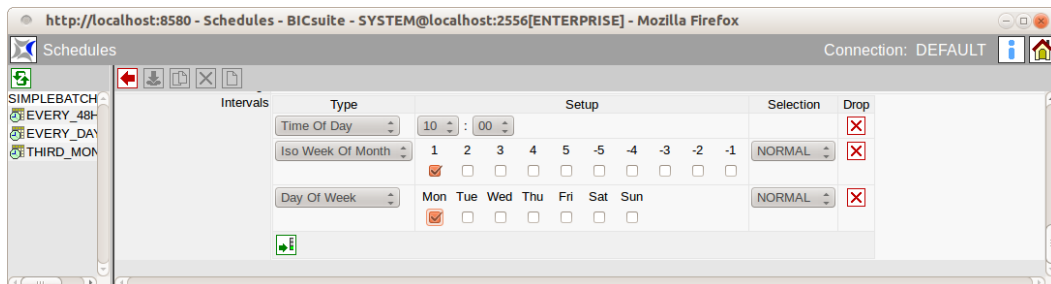 http://localhost:8580 - Schedules - BICsuite - SYSTEM@localhost:2556[ENTERPRISE] - Mozilla Firefox
Schedules Connection: DEFAULT
SIMPLEBATCH
EVERY_48H
EVERY_DAY
THIRD_MON
Intervals Type Setup Selection Drop
Time Of Day 10 : 00
Iso Week Of Month 1 2 3 4 5 -5 -4 -3 -2 -1 NORMAL
Day Of Week Mon Tue Wed Thu Fri Sat Sun NORMAL